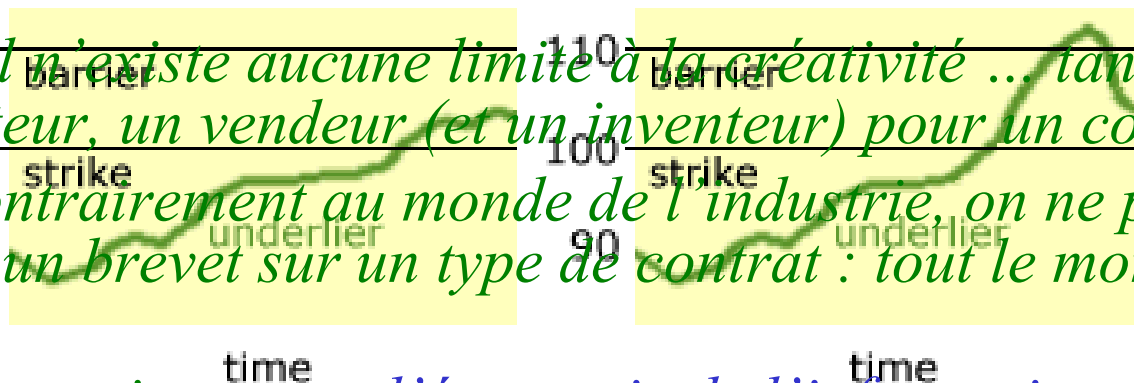 l n’existe aucune limite à la créativité ... tan
110
barrier
barrier
teur, un vendeur (et un inventeur) pour un co
100
strike
strike
ontrairement au monde de l’industrie, on ne p
underlier
90
underlier
un brevet sur un type de contrat : tout le mo
time
time